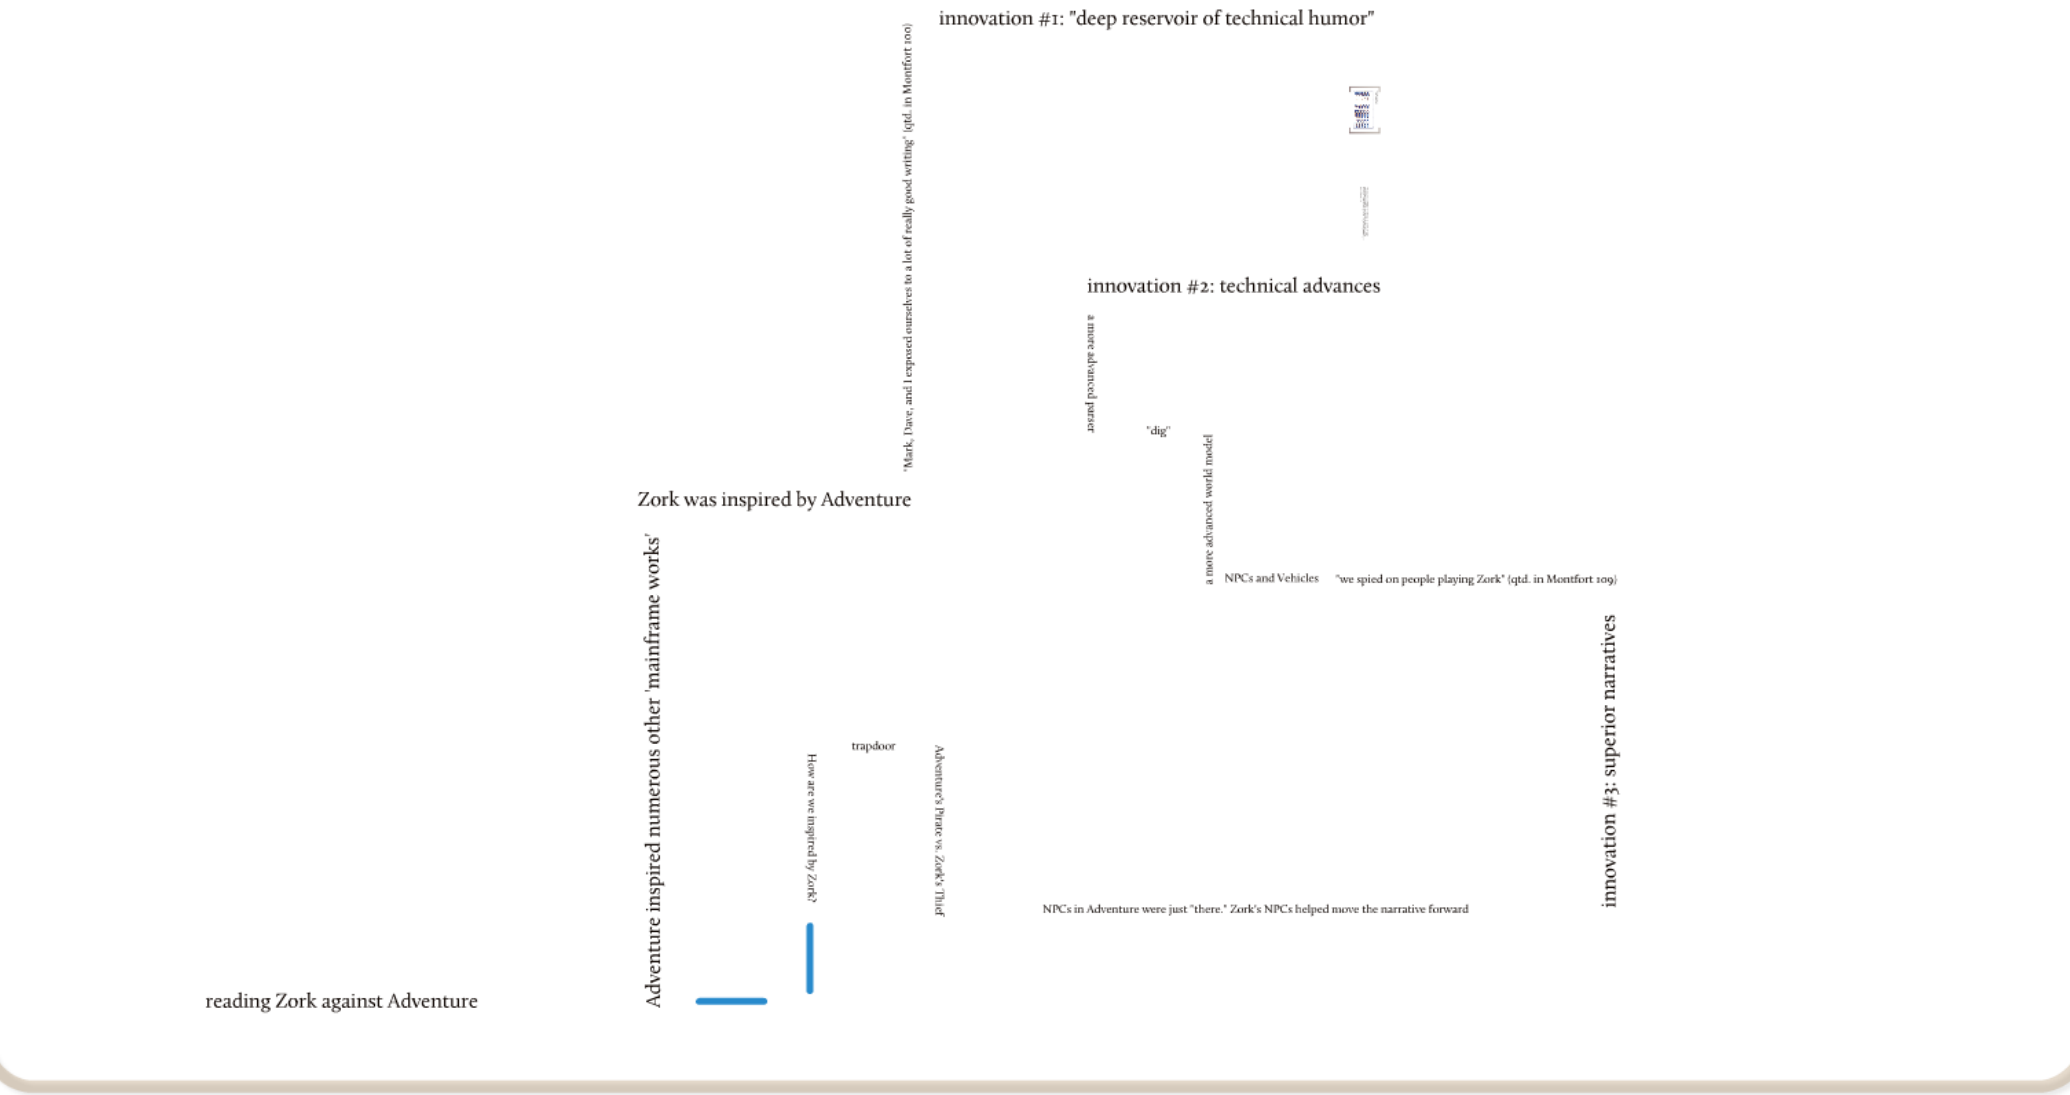 innovation #1: "deep reservoir of technical humor"
"Mark, Dave, and I exposed ourselves to a lot of really good writing" (qtd. in Montfort 100)
innovation #2: technical advances
a more advanced parser
"dig"
a more advanced world model
NPCs and Vehicles
"we spied on people playing Zork" (qtd. in Montfort 109)
Zork was inspired by Adventure
Adventure inspired numerous other 'mainframe works'
innovation #3: superior narratives
trapdoor
How are we inspired by Zork?
Adventure's Pirate vs. Zork's Thief
NPCs in Adventure were just "there." Zork's NPCs helped move the narrative forward
reading Zork against Adventure